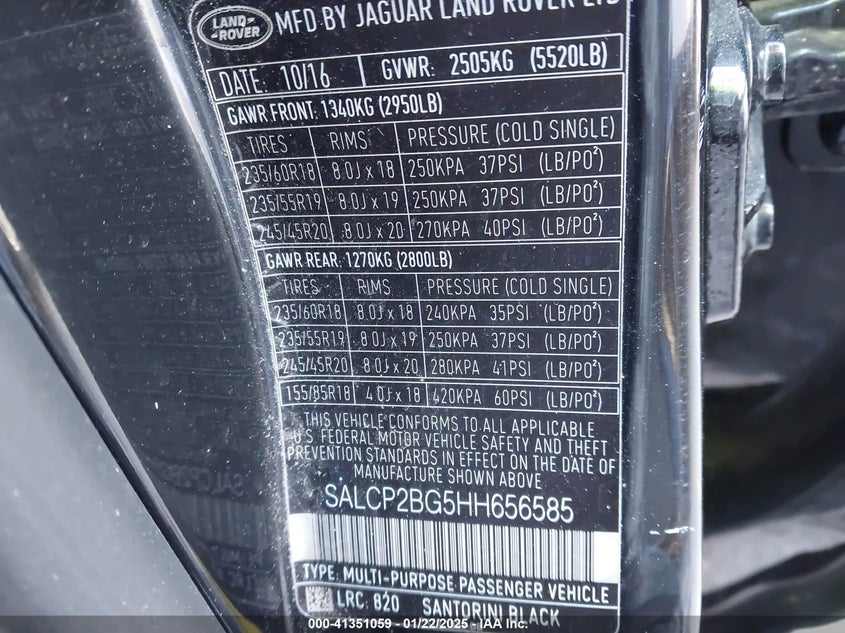 LAND-
-ROVER
MFD BY JAGUAR LAND ROVER LTD
DATE: 10/16 GVWR: 2505KG (5520LB)
GAWR FRONT: 1340KG (2950LB)
TIRES RIMS PRESSURE (COLD SINGLE)
235/60R18 8.0J x 18 250KPA 37PSI (LB/PO²)
235/55R19 8.0J x 19 250KPA 37PSI (LB/PO²)
245/45R20 8.0J x 20 270KPA 40PSI (LB/PO²)
GAWR REAR: 1270KG (2800LB)
TIRES RIMS PRESSURE (COLD SINGLE)
235/60R18 8.0J x 18 240KPA 35PSI (LB/PO²)
235/55R19 8.0J x 19 250KPA 37PSI (LB/PO²)
245/45R20 8.0J x 20 280KPA 41PSI (LB/PO²)
155/85R18 4.0J x 18 420KPA 60PSI (LB/PO²)
THIS VEHICLE CONFORMS TO ALL APPLICABLE
U.S. FEDERAL MOTOR VEHICLE SAFETY AND THEFT
PREVENTION STANDARDS IN EFFECT ON THE DATE OF
MANUFACTURE SHOWN ABOVE
SALCP2BG5HH656585
TYPE: MULTI-PURPOSE PASSENGER VEHICLE
LRC: 820 SANTORINI BLACK
000-41351059 - 01/22/2025 - IAA Inc.